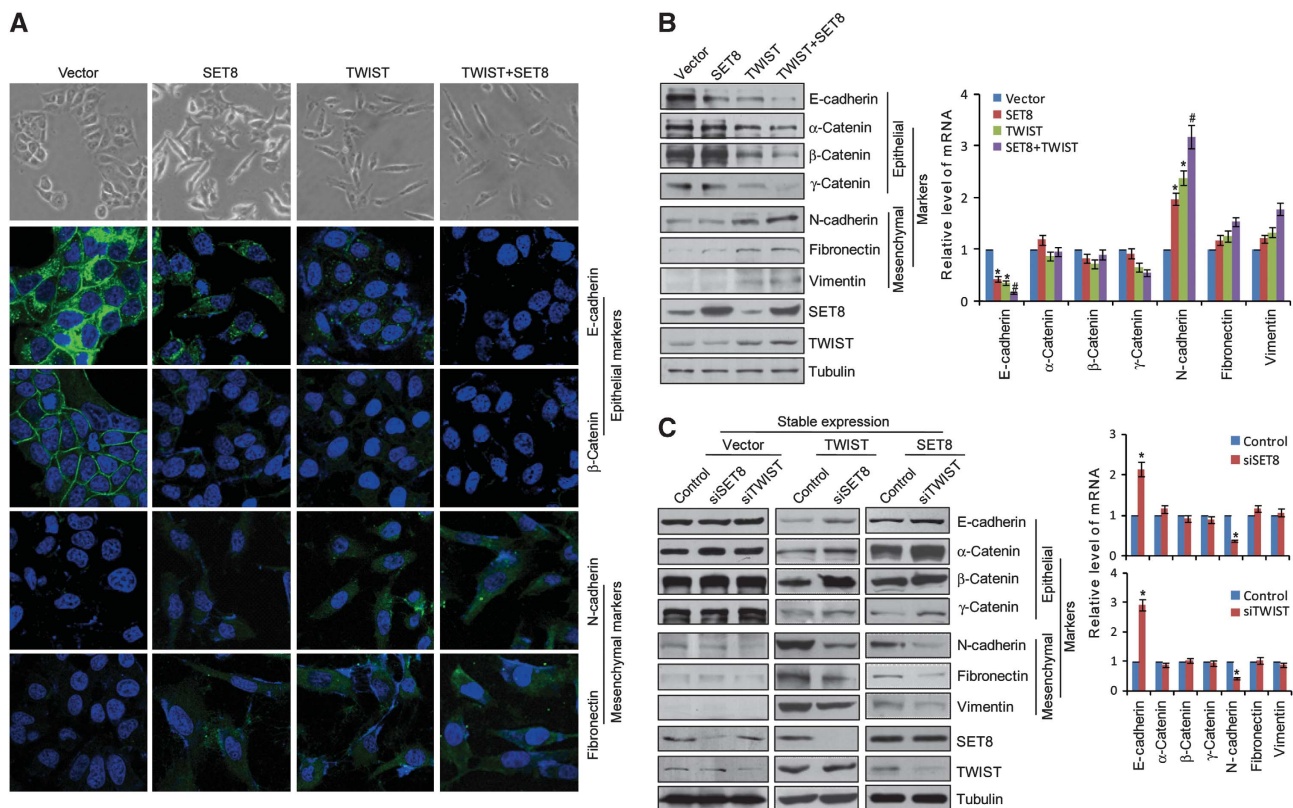 A
Vector
SET8
TWIST
TWIST+SET8
E-cadherin
β-Catenin
Epithelial markers
N-cadherin
Fibronectin
Mesenchymal markers
B
Vector
SET8
TWIST
TWIST+SET8
E-cadherin
α-Catenin
β-Catenin
γ-Catenin
N-cadherin
Fibronectin
Vimentin
SET8
TWIST
Tubulin
Epithelial
Mesenchymal
Markers
Relative level of mRNA
4
3
2
1
0
Vector
SET8
TWIST
SET8+TWIST
* * #
* * #
E-cadherin
α-Catenin
β-Catenin
γ-Catenin
N-cadherin
Fibronectin
Vimentin
C
Stable expression
Vector
TWIST
SET8
Control
siSET8
siTWIST
Control
siSET8
Control
siTWIST
E-cadherin
α-Catenin
β-Catenin
γ-Catenin
N-cadherin
Fibronectin
Vimentin
SET8
TWIST
Tubulin
Epithelial
Mesenchymal
Markers
Relative level of mRNA
3
2
1
0
Control
siSET8
*
*
4
3
2
1
0
Control
siTWIST
*
*
E-cadherin
α-Catenin
β-Catenin
γ-Catenin
N-cadherin
Fibronectin
Vimentin